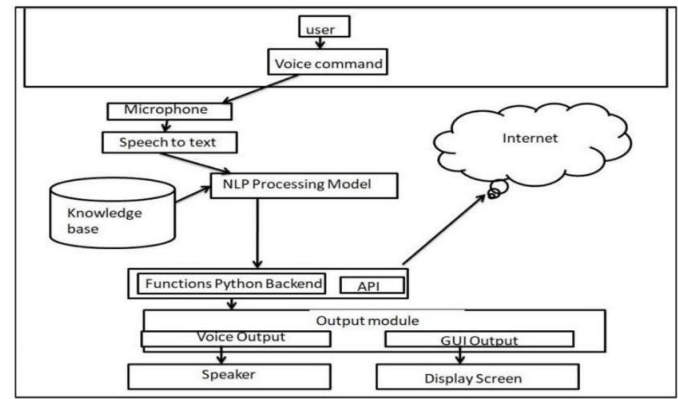 user
Voice command
Microphone
Speech to text
Internet
NLP Processing Model
Knowledge
base
Functions Python Backend
API
Output module
Voice Output
GUI Output
Speaker
Display Screen